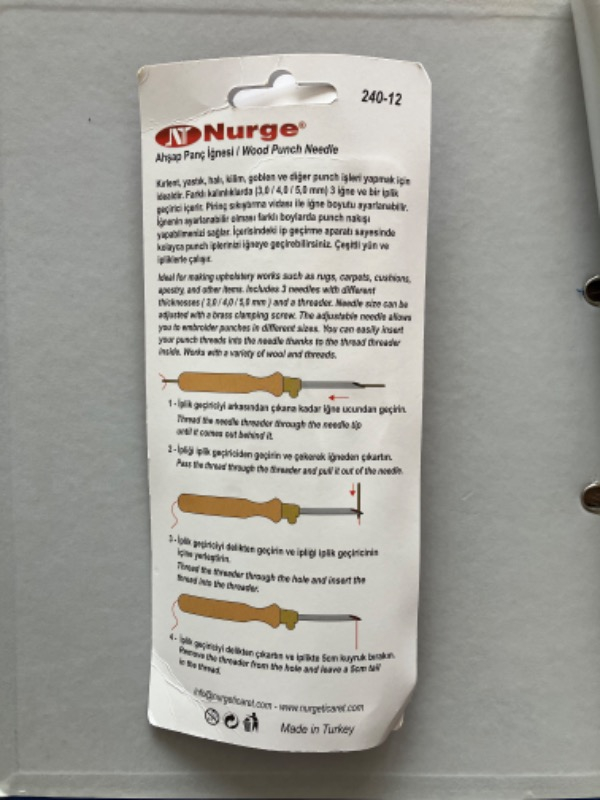 240-12
NT Nurge®
Ahşap Panç İğnesi / Wood Punch Needle
Kırlent, yastık, halı, kilim, goblen ve diğer punch işleri yapmak için
idealdir. Farklı kalınlıklarda (3,0 / 4,0 / 5,0 mm) 3 iğne ve bir iplik
geçirici içerir. Pirinç sıkıştırma vidası ile iğne boyutu ayarlanabilir.
İğnenin ayarlanabilir olması farklı boylarda punch nakışı
yapabilmenizi sağlar. İçerisindeki ip geçirme aparatı sayesinde
kolayca punch iplerinizi iğneye geçirebilirsiniz. Çeşitli yün ve
ipliklerle çalışır.
Ideal for making upholstery works such as rugs, carpets, cushions,
apestry, and other items. Includes 3 needles with different
thicknesses ( 3,0 / 4,0 / 5,0 mm ) and a threader. Needle size can be
adjusted with a brass clamping screw. The adjustable needle allows
you to embroider punches in different sizes. You can easily insert
your punch threads into the needle thanks to the thread threader
inside. Works with a variety of wool and threads.
1 - İplik geçiriciyi arkasından çıkana kadar iğne ucundan geçirin.
Thread the needle threader through the needle tip
until it comes out behind it.
2 - İpliği iplik geçiriciden geçirin ve çekerek iğneden çıkartın.
Pass the thread through the threader and pull it out of the needle.
3 - İplik geçiriciyi delikten geçirin ve ipliği iplik geçiricinin
içine yerleştirin.
Thread the threader through the hole and insert the
thread into the threader.
4 - İplik geçiriciyi delikten çıkartın ve iplikte 5cm kuyruk bırakın.
Remove the threader from the hole and leave a 5cm tail
in the thread.
info@nurgeticaret.com - www.nurgeticaret.com
Made in Turkey